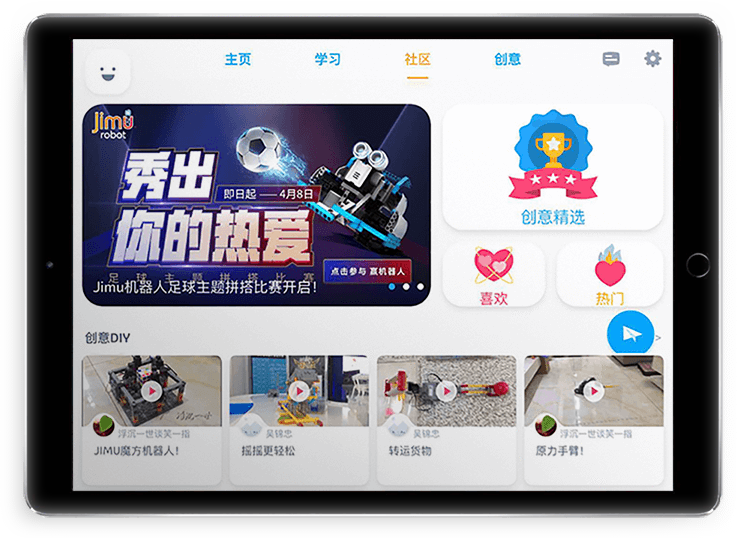 主页
学习
社区
创意
Jimu
robot
秀出
即日起 —— 4月8日
你的热爱
足球主题拼搭比赛
点击参与 赢机器人
Jimu机器人足球主题拼搭比赛开启!
创意精选
喜欢
热门
创意DIY
>
浮沉一世谈笑一指
JIMU魔方机器人!
吴锦忠
摇摇更轻松
吴锦忠
转运货物
浮沉一世谈笑一指
原力手臂!